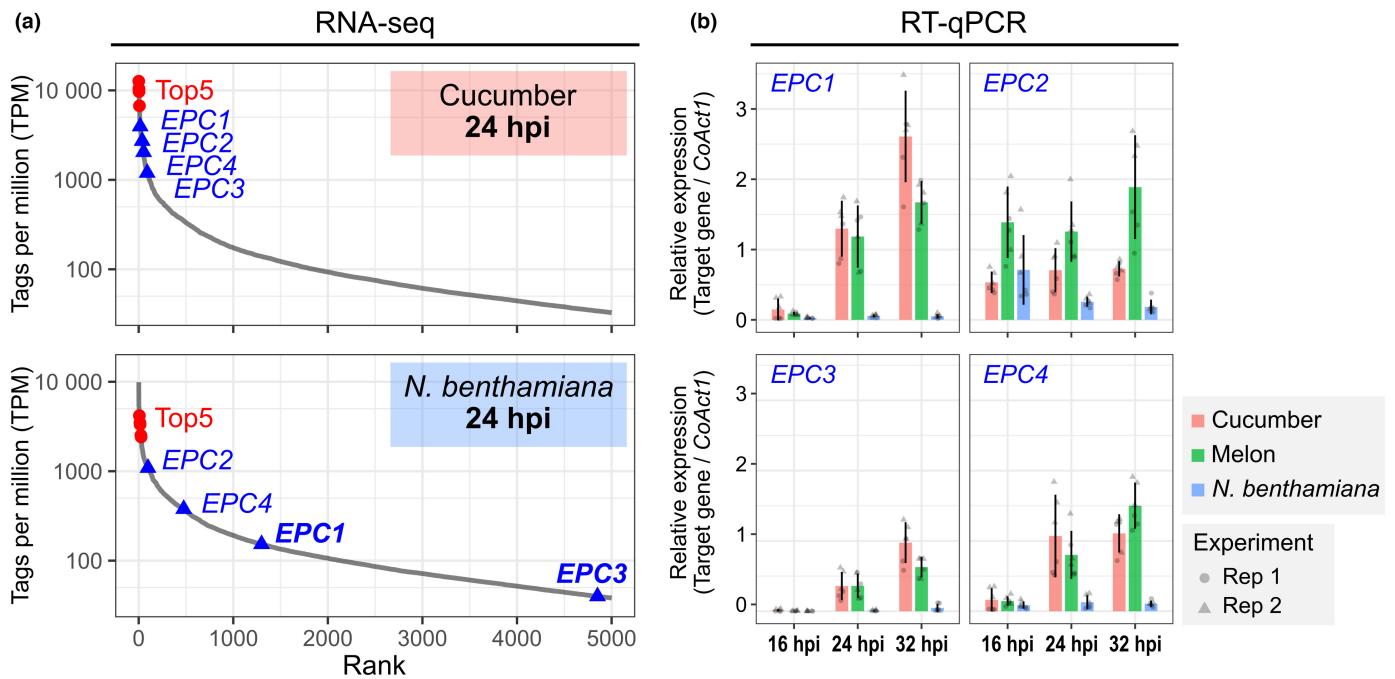 (a)
RNA-seq
Tags per million (TPM)
10 000
1000
100
Top5
EPC1
EPC2
EPC4
EPC3
Cucumber
24 hpi
Tags per million (TPM)
10 000
1000
100
Top5
EPC2
EPC4
EPC1
EPC3
N. benthamiana
24 hpi
0 1000 2000 3000 4000 5000
Rank
(b)
RT-qPCR
Relative expression
(Target gene / CoAct1)
3
2
1
0
EPC1
EPC2
Relative expression
(Target gene / CoAct1)
3
2
1
0
EPC3
EPC4
16 hpi 24 hpi 32 hpi
16 hpi 24 hpi 32 hpi
Cucumber
Melon
N. benthamiana
Experiment
Rep 1
Rep 2